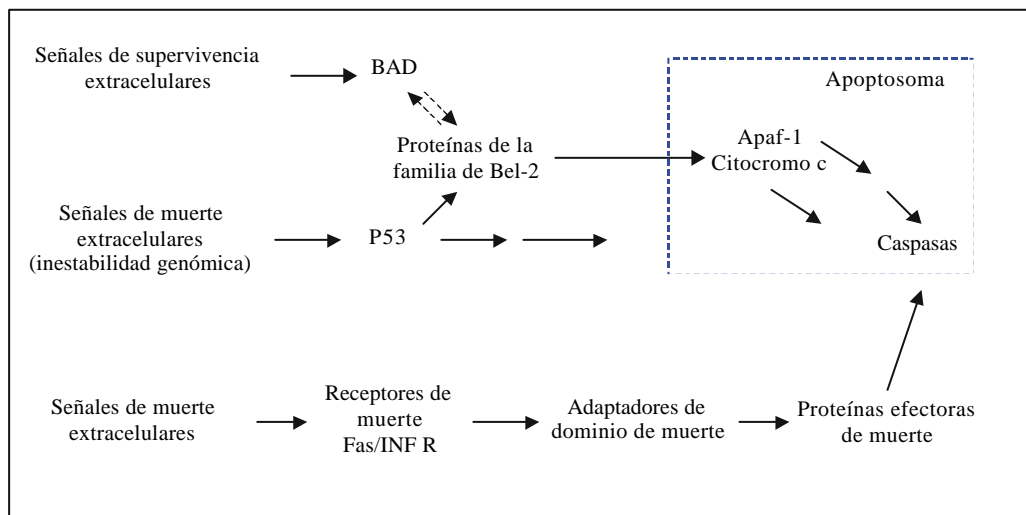 Señales de supervivencia
extracelulares
BAD
Apoptosoma
Proteínas de la
familia de Bel-2
Apaf-1
Citocromo c
Señales de muerte
extracelulares
(inestabilidad genómica)
P53
Caspasas
Señales de muerte
extracelulares
Receptores de
muerte
Fas/INF R
Adaptadores de
dominio de muerte
Proteínas efectoras
de muerte